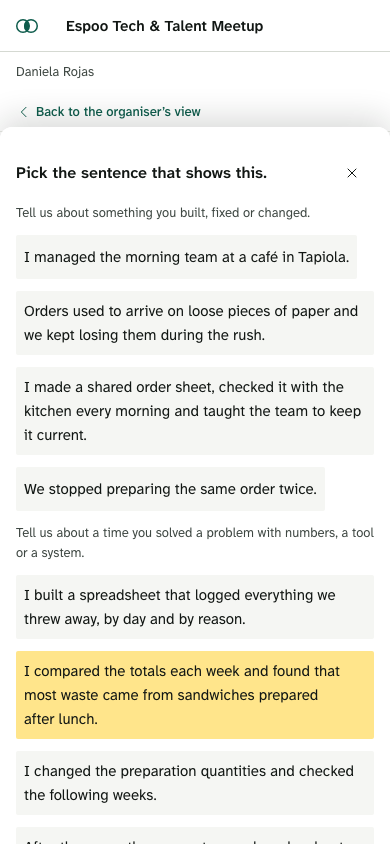 Espoo Tech & Talent Meetup
Daniela Rojas
Back to the organiser's view
Pick the sentence that shows this.
Tell us about something you built, fixed or changed.
I managed the morning team at a café in Tapiola.
Orders used to arrive on loose pieces of paper and
we kept losing them during the rush.
I made a shared order sheet, checked it with the
kitchen every morning and taught the team to keep
it current.
We stopped preparing the same order twice.
Tell us about a time you solved a problem with numbers, a tool
or a system.
I built a spreadsheet that logged everything we
threw away, by day and by reason.
I compared the totals each week and found that
most waste came from sandwiches prepared
after lunch.
I changed the preparation quantities and checked
the following weeks.